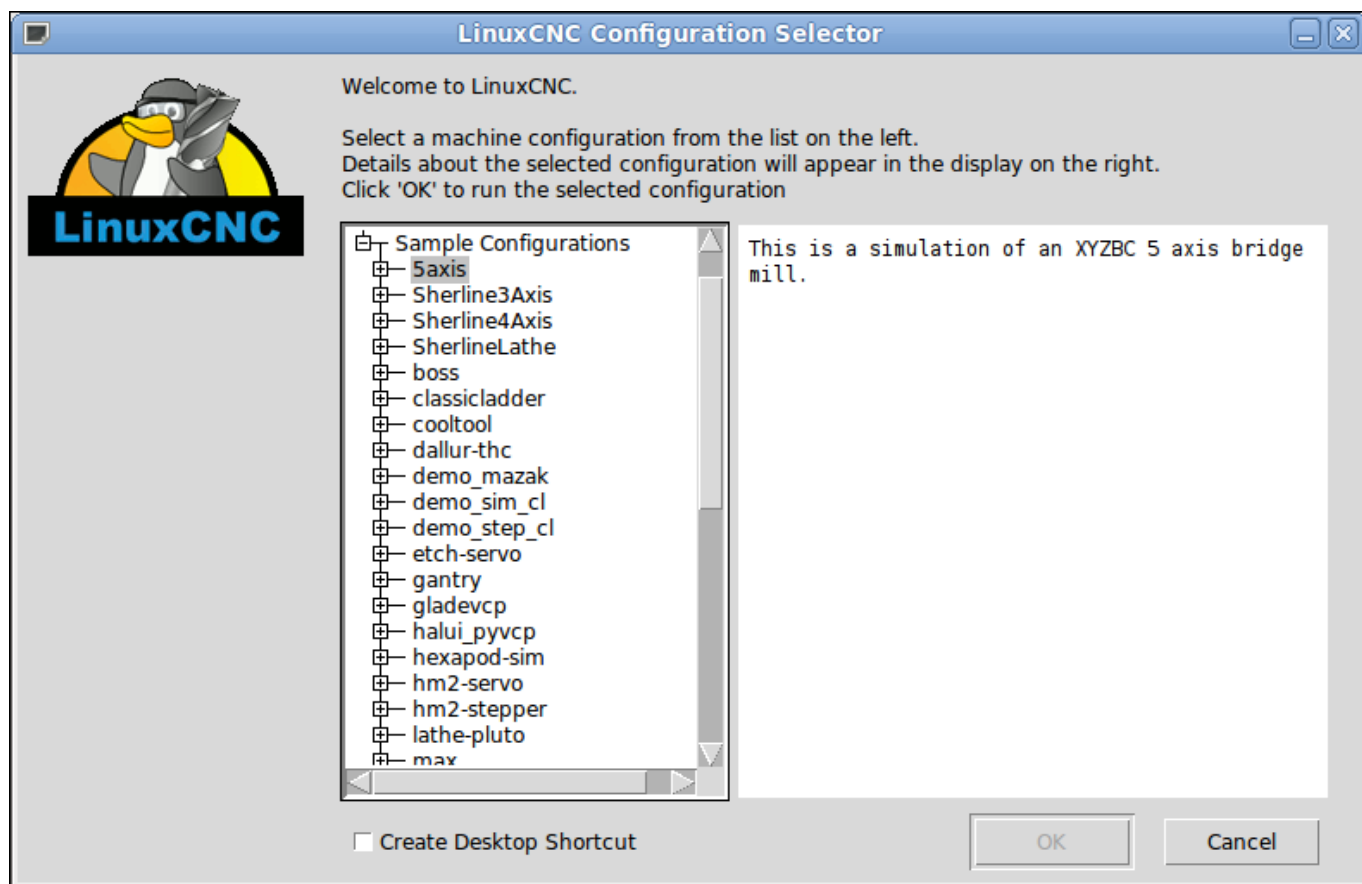 LinuxCNC Configuration Selector
Welcome to LinuxCNC.
Select a machine configuration from the list on the left.
Details about the selected configuration will appear in the display on the right.
Click 'OK' to run the selected configuration
LinuxCNC
Sample Configurations
5axis
Sherline3Axis
Sherline4Axis
SherlineLathe
boss
classicladder
cooltool
dallur-thc
demo_mazak
demo_sim_cl
demo_step_cl
etch-servo
gantry
gladevcp
halui_pyvcp
hexapod-sim
hm2-servo
hm2-stepper
lathe-pluto
max
This is a simulation of an XYZBC 5 axis bridge
mill.
Create Desktop Shortcut
OK
Cancel